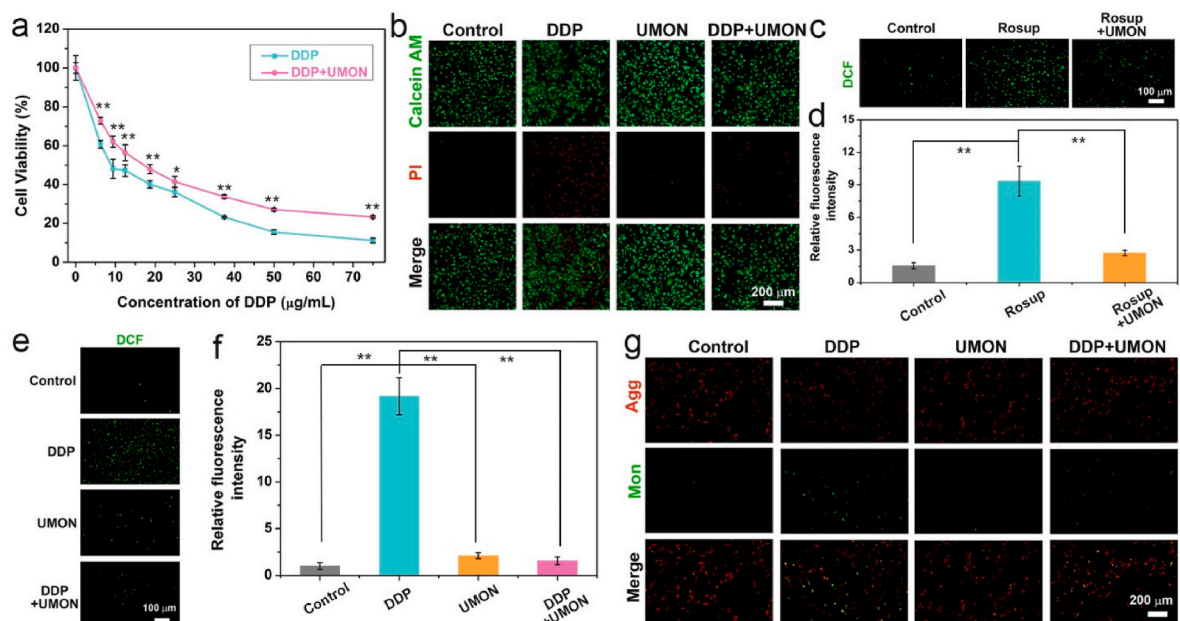 a
DDP
DDP+UMON
**
**
**
**
*
**
**
**
120
100
80
60
40
20
0
Cell Viability (%)
0 10 20 30 40 50 60 70
Concentration of DDP (μg/mL)
b
Control DDP UMON DDP+UMON
Calcein AM
PI
Merge
200 μm
c
Control Rosup Rosup
+UMON
DCF
100 μm
d
Relative fluorescence
intensity
15
12
9
6
3
0
** **
Control Rosup Rosup
+UMON
e
DCF
Control
DDP
UMON
DDP
+UMON
100 μm
f
Relative fluorescence
intensity
25
20
15
10
5
0
** ** **
Control DDP UMON DDP
+UMON
g
Control DDP UMON DDP+UMON
Agg
Mon
Merge
200 μm